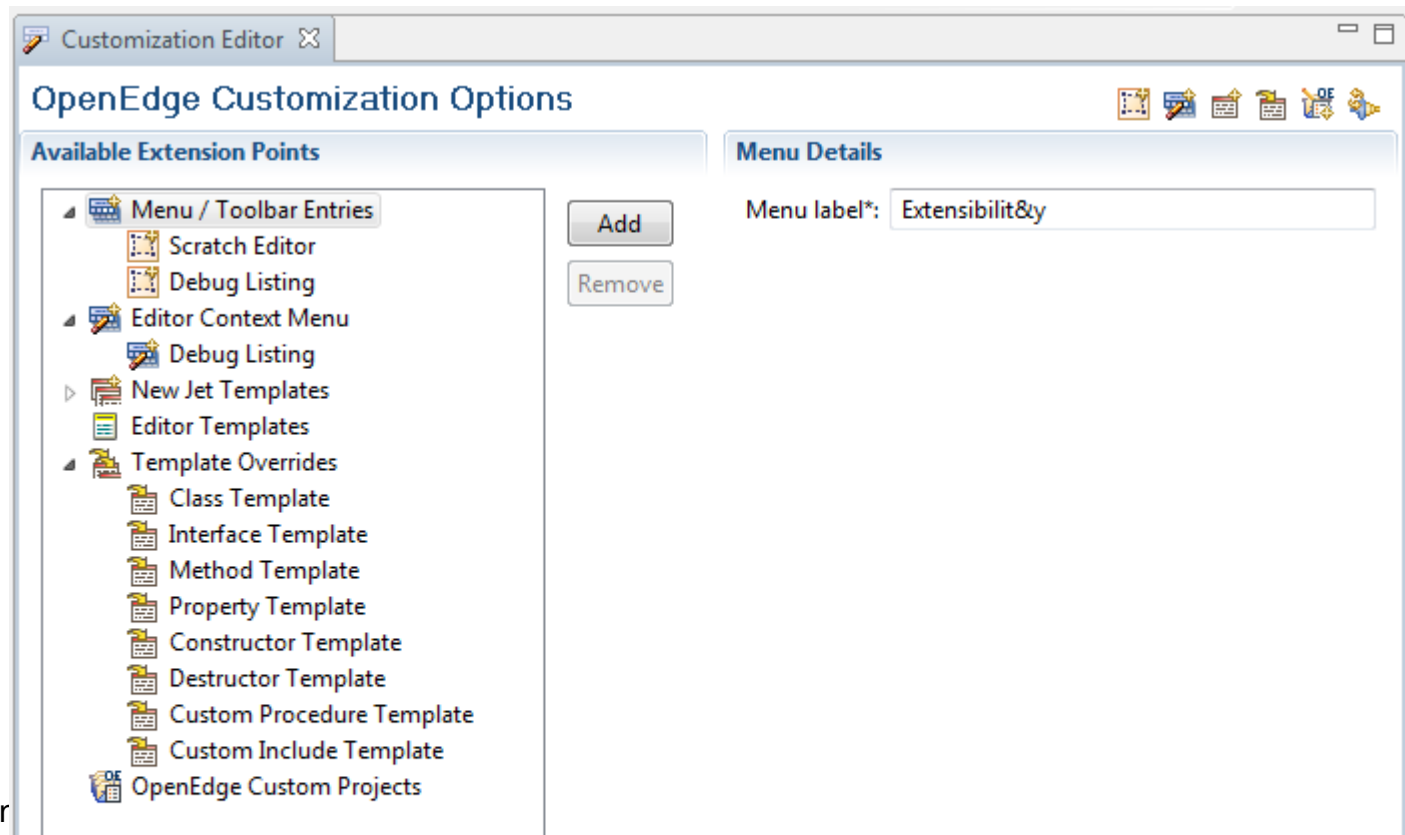 Customization Editor
OpenEdge Customization Options
Available Extension Points
Menu / Toolbar Entries
Scratch Editor
Debug Listing
Editor Context Menu
Debug Listing
New Jet Templates
Editor Templates
Template Overrides
Class Template
Interface Template
Method Template
Property Template
Constructor Template
Destructor Template
Custom Procedure Template
Custom Include Template
OpenEdge Custom Projects
Add
Remove
Menu Details
Menu label*: Extensibilit&y